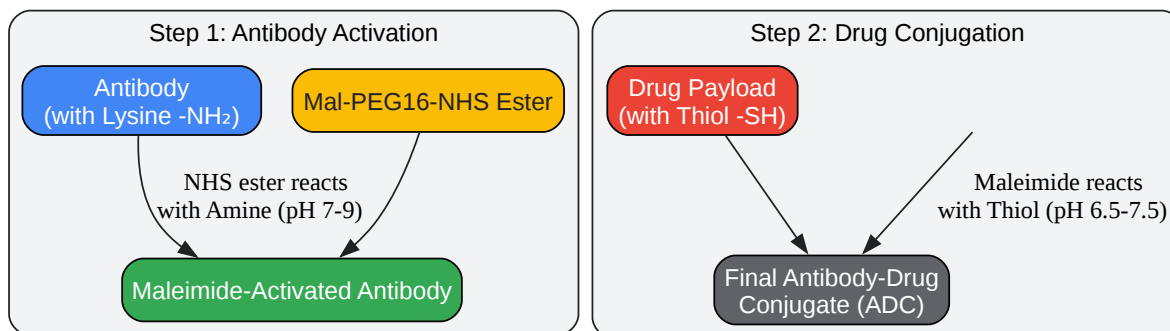 Step 1: Antibody Activation
Antibody
(with Lysine -NH₂)
Mal-PEG16-NHS Ester
NHS ester reacts
with Amine (pH 7-9)
Maleimide-Activated Antibody
Step 2: Drug Conjugation
Drug Payload
(with Thiol -SH)
Maleimide reacts
with Thiol (pH 6.5-7.5)
Final Antibody-Drug
Conjugate (ADC)